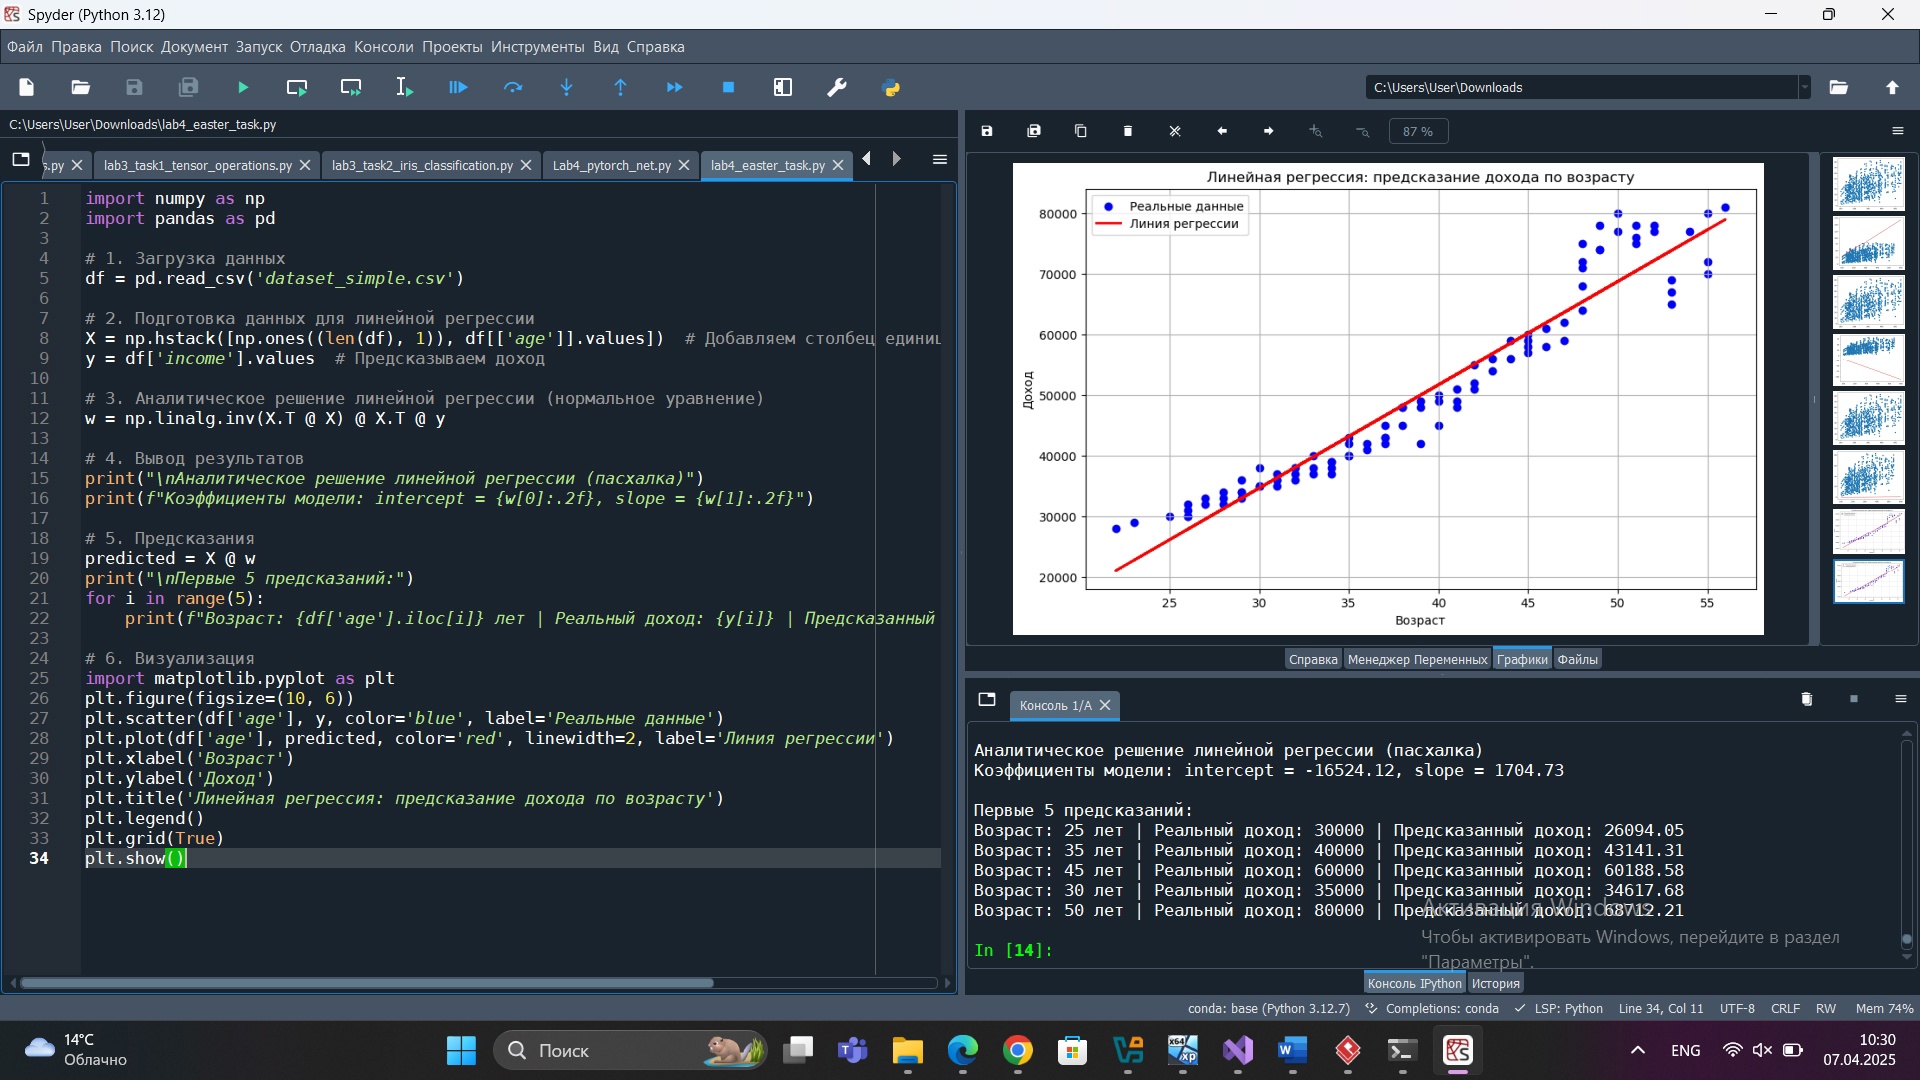 Spyder (Python 3.12)
Файл Правка Поиск Документ Запуск Отладка Консоли Проекты Инструменты Вид Справка
C:\Users\User\Downloads
C:\Users\User\Downloads\lab4_easter_task.py
s.py
lab3_task1_tensor_operations.py
lab3_task2_iris_classification.py
Lab4_pytorch_net.py
lab4_easter_task.py
1 import numpy as np
2 import pandas as pd
3
4 # 1. Загрузка данных
5 df = pd.read_csv('dataset_simple.csv')
6
7 # 2. Подготовка данных для линейной регрессии
8 X = np.hstack([np.ones((len(df), 1)), df[['age']].values])  # Добавляем столбец единиц
9 y = df['income'].values  # Предсказываем доход
10
11 # 3. Аналитическое решение линейной регрессии (нормальное уравнение)
12 w = np.linalg.inv(X.T @ X) @ X.T @ y
13
14 # 4. Вывод результатов
15 print("\nАналитическое решение линейной регрессии (пасхалка)")
16 print(f"Коэффициенты модели: intercept = {w[0]:.2f}, slope = {w[1]:.2f}")
17
18 # 5. Предсказания
19 predicted = X @ w
20 print("\nПервые 5 предсказаний:")
21 for i in range(5):
22     print(f"Возраст: {df['age'].iloc[i]} лет | Реальный доход: {y[i]} | Предсказанный
23
24 # 6. Визуализация
25 import matplotlib.pyplot as plt
26 plt.figure(figsize=(10, 6))
27 plt.scatter(df['age'], y, color='blue', label='Реальные данные')
28 plt.plot(df['age'], predicted, color='red', linewidth=2, label='Линия регрессии')
29 plt.xlabel('Возраст')
30 plt.ylabel('Доход')
31 plt.title('Линейная регрессия: предсказание дохода по возрасту')
32 plt.legend()
33 plt.grid(True)
34 plt.show()
87 %
Линейная регрессия: предсказание дохода по возрасту
Реальные данные
Линия регрессии
80000
70000
60000
50000
40000
30000
20000
Доход
25 30 35 40 45 50 55
Возраст
Справка Менеджер Переменных Графики Файлы
Консоль 1/A
Аналитическое решение линейной регрессии (пасхалка)
Коэффициенты модели: intercept = -16524.12, slope = 1704.73
Первые 5 предсказаний:
Возраст: 25 лет | Реальный доход: 30000 | Предсказанный доход: 26094.05
Возраст: 35 лет | Реальный доход: 40000 | Предсказанный доход: 43141.31
Возраст: 45 лет | Реальный доход: 60000 | Предсказанный доход: 60188.58
Возраст: 30 лет | Реальный доход: 35000 | Предсказанный доход: 34617.68
Возраст: 50 лет | Реальный доход: 80000 | Предсказанный доход: 68712.21
Активация Windows
Чтобы активировать Windows, перейдите в раздел
"Параметры".
In [14]:
Консоль IPython История
conda: base (Python 3.12.7) Completions: conda LSP: Python Line 34, Col 11 UTF-8 CRLF RW Mem 74%
14°C
Облачно
Поиск
ENG
10:30
07.04.2025